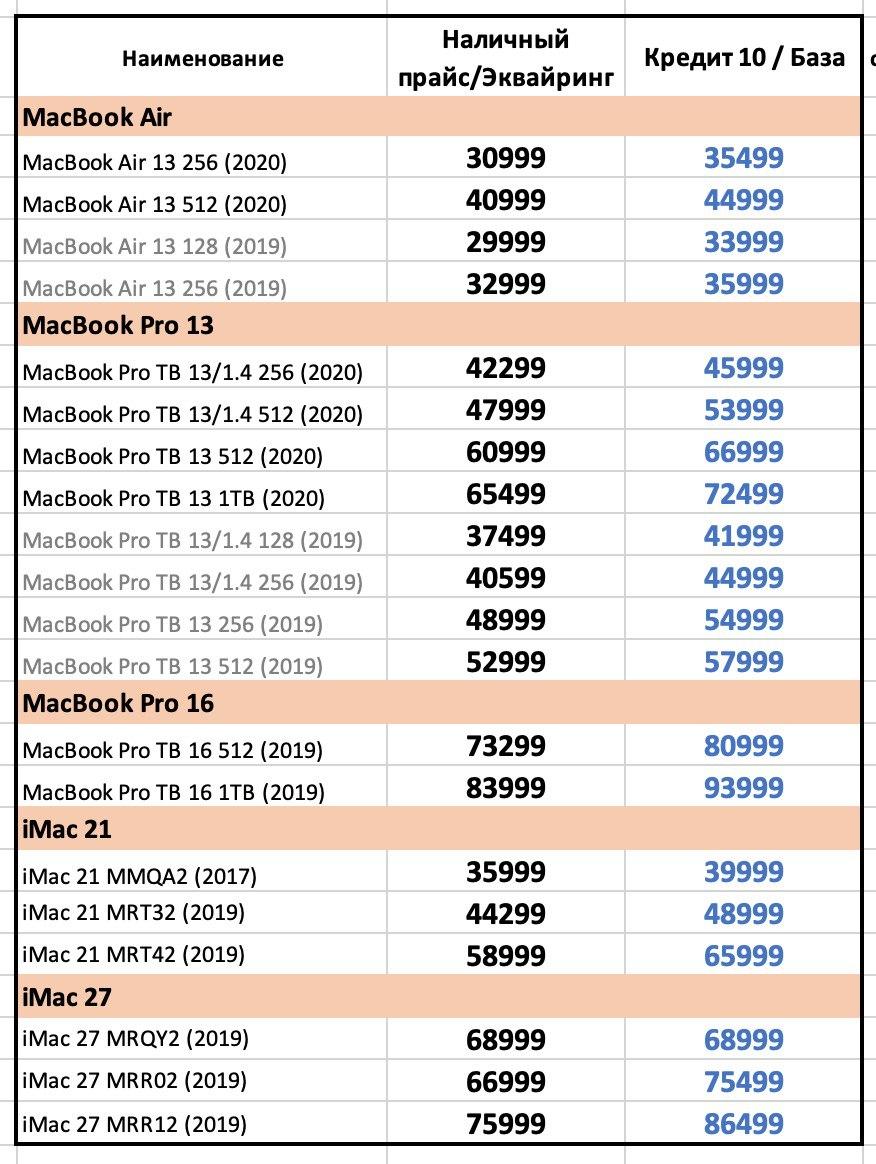 Наименование Наличный прайс/Эквайринг Кредит 10 / База
MacBook Air
MacBook Air 13 256 (2020) 30999 35499
MacBook Air 13 512 (2020) 40999 44999
MacBook Air 13 128 (2019) 29999 33999
MacBook Air 13 256 (2019) 32999 35999
MacBook Pro 13
MacBook Pro TB 13/1.4 256 (2020) 42299 45999
MacBook Pro TB 13/1.4 512 (2020) 47999 53999
MacBook Pro TB 13 512 (2020) 60999 66999
MacBook Pro TB 13 1TB (2020) 65499 72499
MacBook Pro TB 13/1.4 128 (2019) 37499 41999
MacBook Pro TB 13/1.4 256 (2019) 40599 44999
MacBook Pro TB 13 256 (2019) 48999 54999
MacBook Pro TB 13 512 (2019) 52999 57999
MacBook Pro 16
MacBook Pro TB 16 512 (2019) 73299 80999
MacBook Pro TB 16 1TB (2019) 83999 93999
iMac 21
iMac 21 MMQA2 (2017) 35999 39999
iMac 21 MRT32 (2019) 44299 48999
iMac 21 MRT42 (2019) 58999 65999
iMac 27
iMac 27 MRQY2 (2019) 68999 68999
iMac 27 MRR02 (2019) 66999 75499
iMac 27 MRR12 (2019) 75999 86499